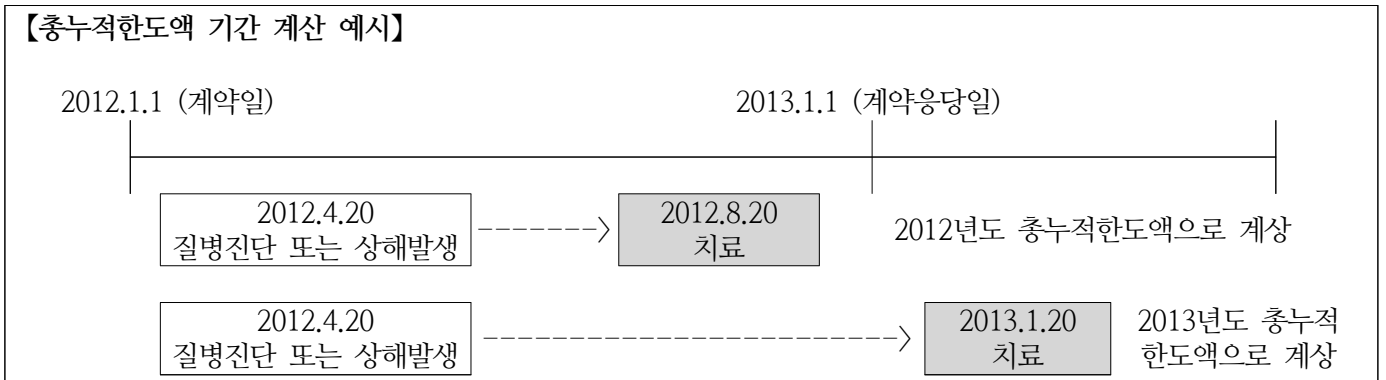 【총누적한도액 기간 계산 예시】
2012.1.1 (계약일)
2013.1.1 (계약응당일)
2012.4.20
질병진단 또는 상해발생
2012.8.20
치료
2012년도 총누적한도액으로 계상
2012.4.20
질병진단 또는 상해발생
2013.1.20
치료
2013년도 총누적
한도액으로 계상